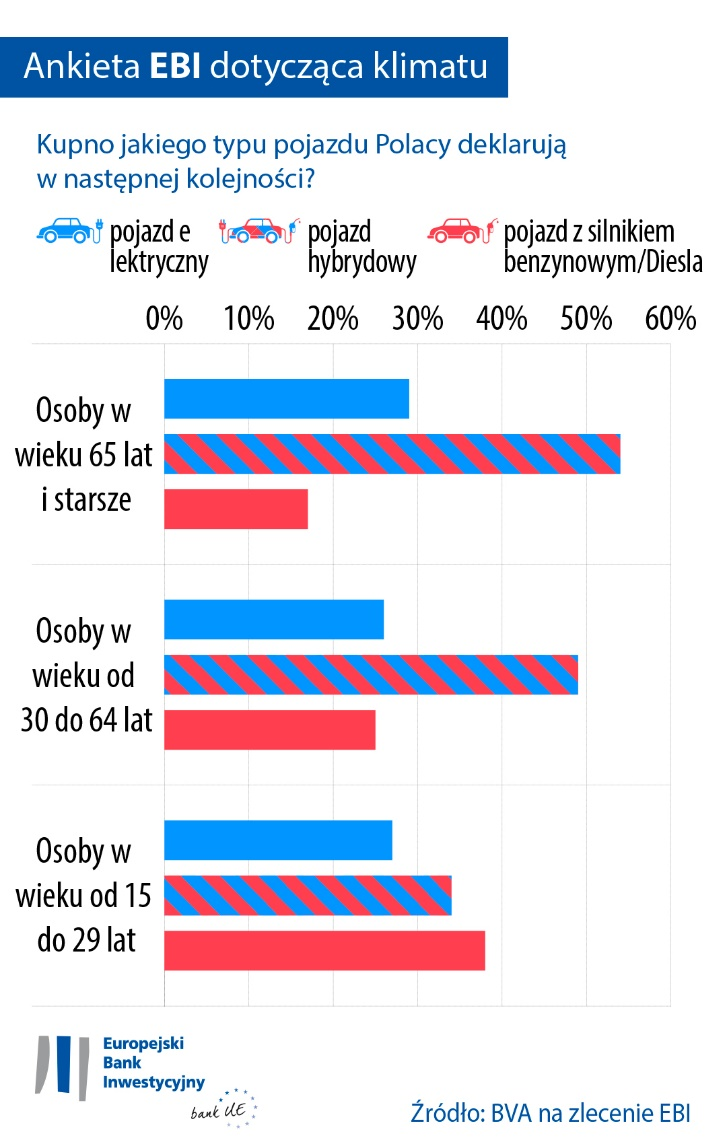 Ankieta EBI dotycząca klimatu
Kupno jakiego typu pojazdu Polacy deklarują
w następnej kolejności?
pojazd e
lektryczny
pojazd
hybrydowy
pojazd z silnikiem
benzynowym/Diesla
0% 10% 20% 30% 40% 50% 60%
Osoby w
wieku 65 lat
i starsze
Osoby w
wieku od
30 do 64 lat
Osoby w
wieku od 15
do 29 lat
Europejski
Bank
Inwestycyjny
bank UE
Źródło: BVA na zlecenie EBI